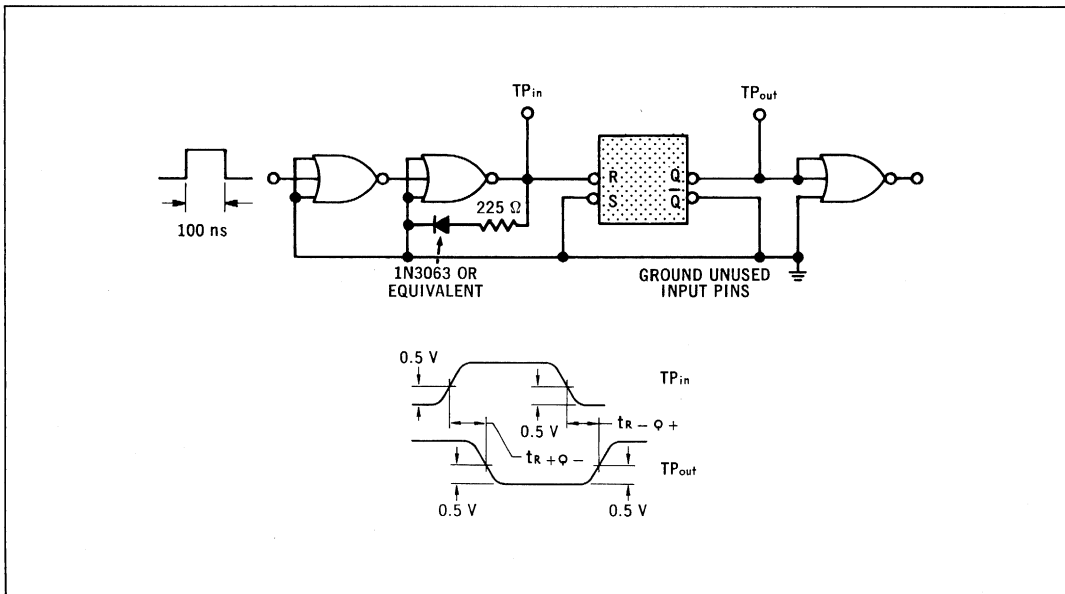 TPin
TPout
R
S
Q
Q̅
100 ns
225 Ω
1N3063 OR
EQUIVALENT
GROUND UNUSED
INPUT PINS
0.5 V
TPin
0.5 V
tR – Q +
tR + Q –
TPout
0.5 V
0.5 V